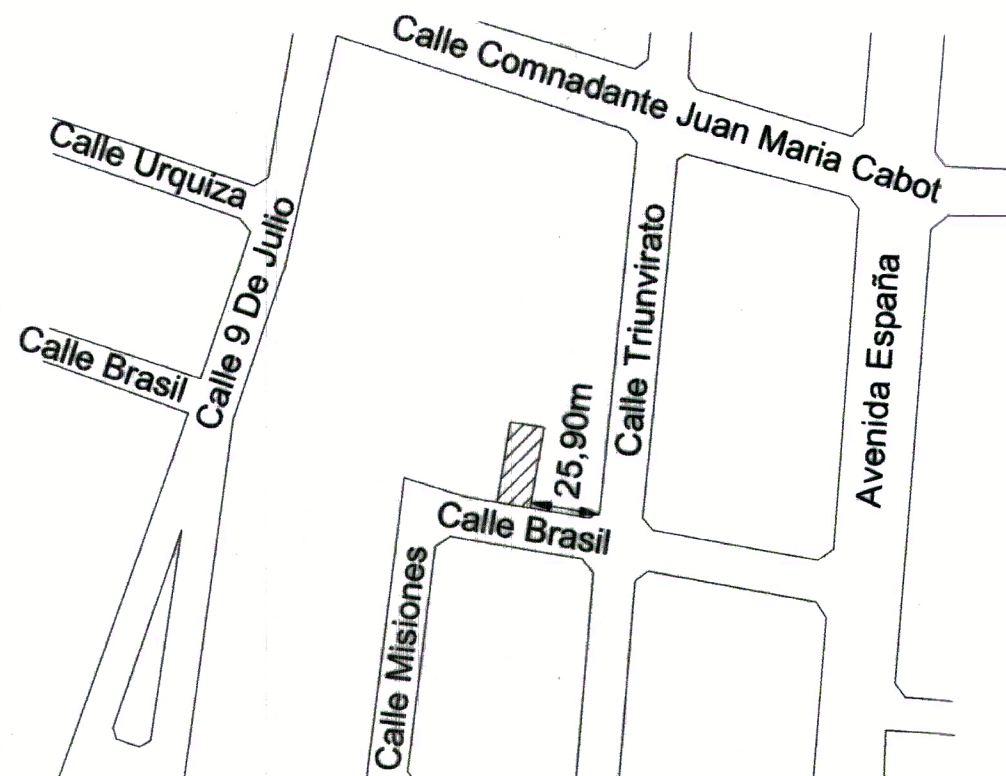 Calle Comnadante Juan Maria Cabot
Calle Urquiza
Calle 9 De Julio
Calle Triunvirato
Avenida España
Calle Brasil
25,90m
Calle Brasil
Calle Misiones